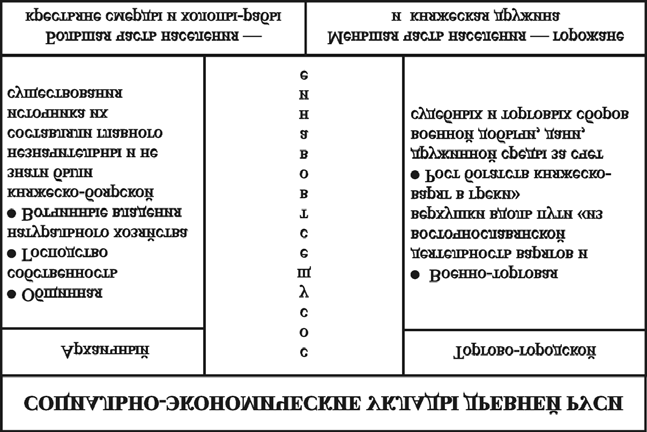 СОЦИАЛЬНО-ЭКОНОМИЧЕСКИЕ УКЛАДЫ ДРЕВНЕЙ РУСИ
Архаичный
● Общинная
собственность
● Господство
натурального хозяйства
● Вотчинные владения
княжеско-боярской
знати были
незначительны и не
составляли главного
источника их
существования
с
о
с
у
щ
е
с
т
в
о
в
а
н
и
е
Торгово-городской
● Военно-торговая
деятельность варягов и
восточнославянской
верхушки вдоль пути «из
варяг в греки»
● Рост богатств княжеско-
дружинной среды за счет
военной добычи, дани,
судебных и торговых сборов
Большая часть населения —
крестьяне смерды и холопы-рабы
Меньшая часть населения — горожане
и княжеская дружина